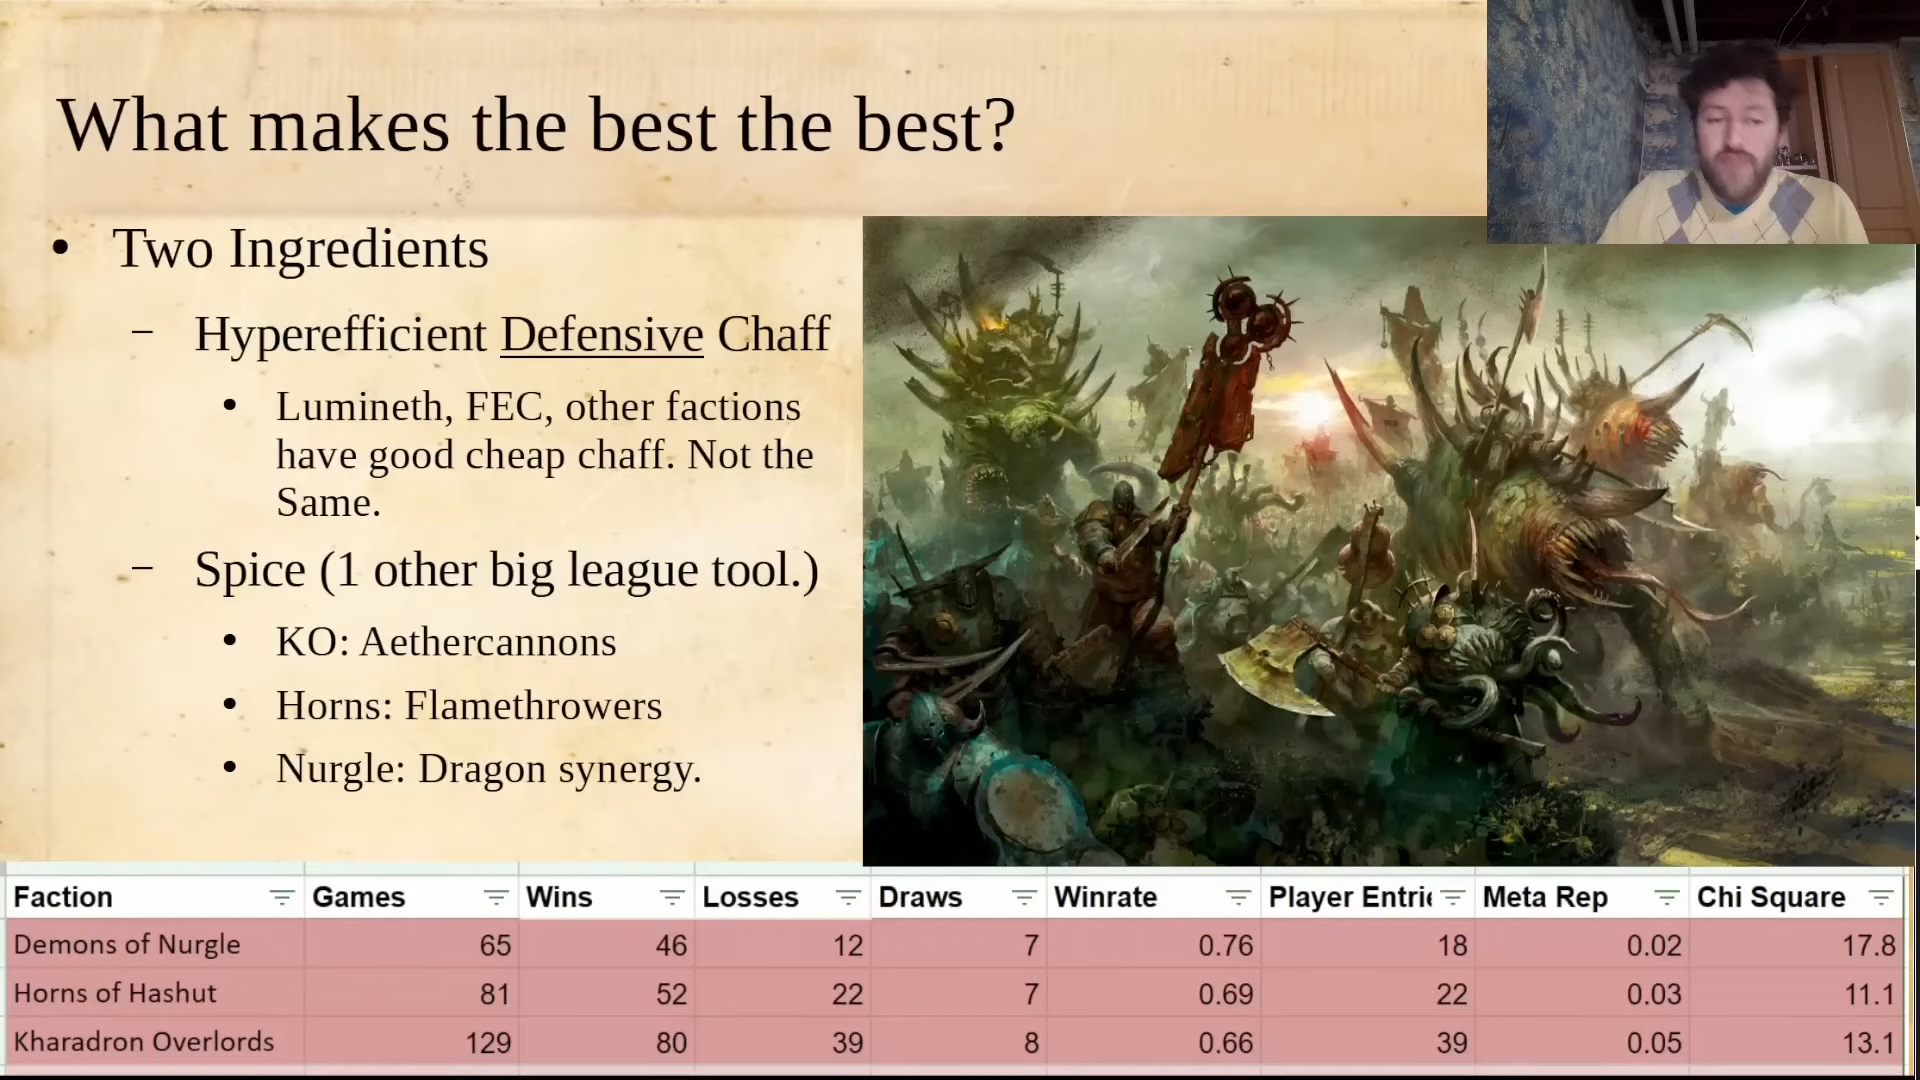 What makes the best the best?
• Two Ingredients
– Hyperefficient Defensive Chaff
• Lumineth, FEC, other factions
have good cheap chaff. Not the
Same.
– Spice (1 other big league tool.)
• KO: Aethercannons
• Horns: Flamethrowers
• Nurgle: Dragon synergy.
Faction Games Wins Losses Draws Winrate Player Entrie Meta Rep Chi Square
Demons of Nurgle 65 46 12 7 0.76 18 0.02 17.8
Horns of Hashut 81 52 22 7 0.69 22 0.03 11.1
Kharadron Overlords 129 80 39 8 0.66 39 0.05 13.1